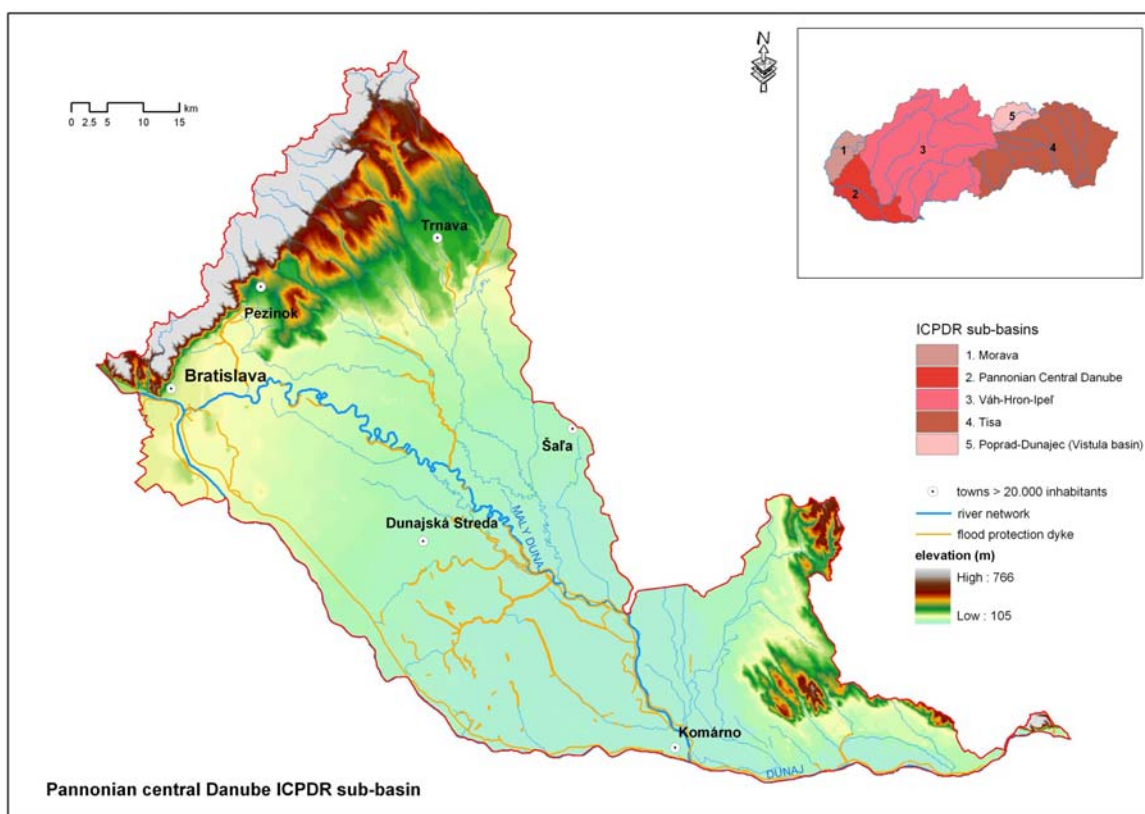 N
km
0 2.5 5 10 15
1
2
3
4
5
Trnava
Pezinok
Bratislava
Šaľa
Dunajská Streda
MALÝ DUNAJ
Komárno
DUNAJ
ICPDR sub-basins
1. Morava
2. Pannonian Central Danube
3. Váh-Hron-Ipeľ
4. Tisa
5. Poprad-Dunajec (Vistula basin)
towns > 20.000 inhabitants
river network
flood protection dyke
elevation (m)
High : 766
Low : 105
Pannonian central Danube ICPDR sub-basin